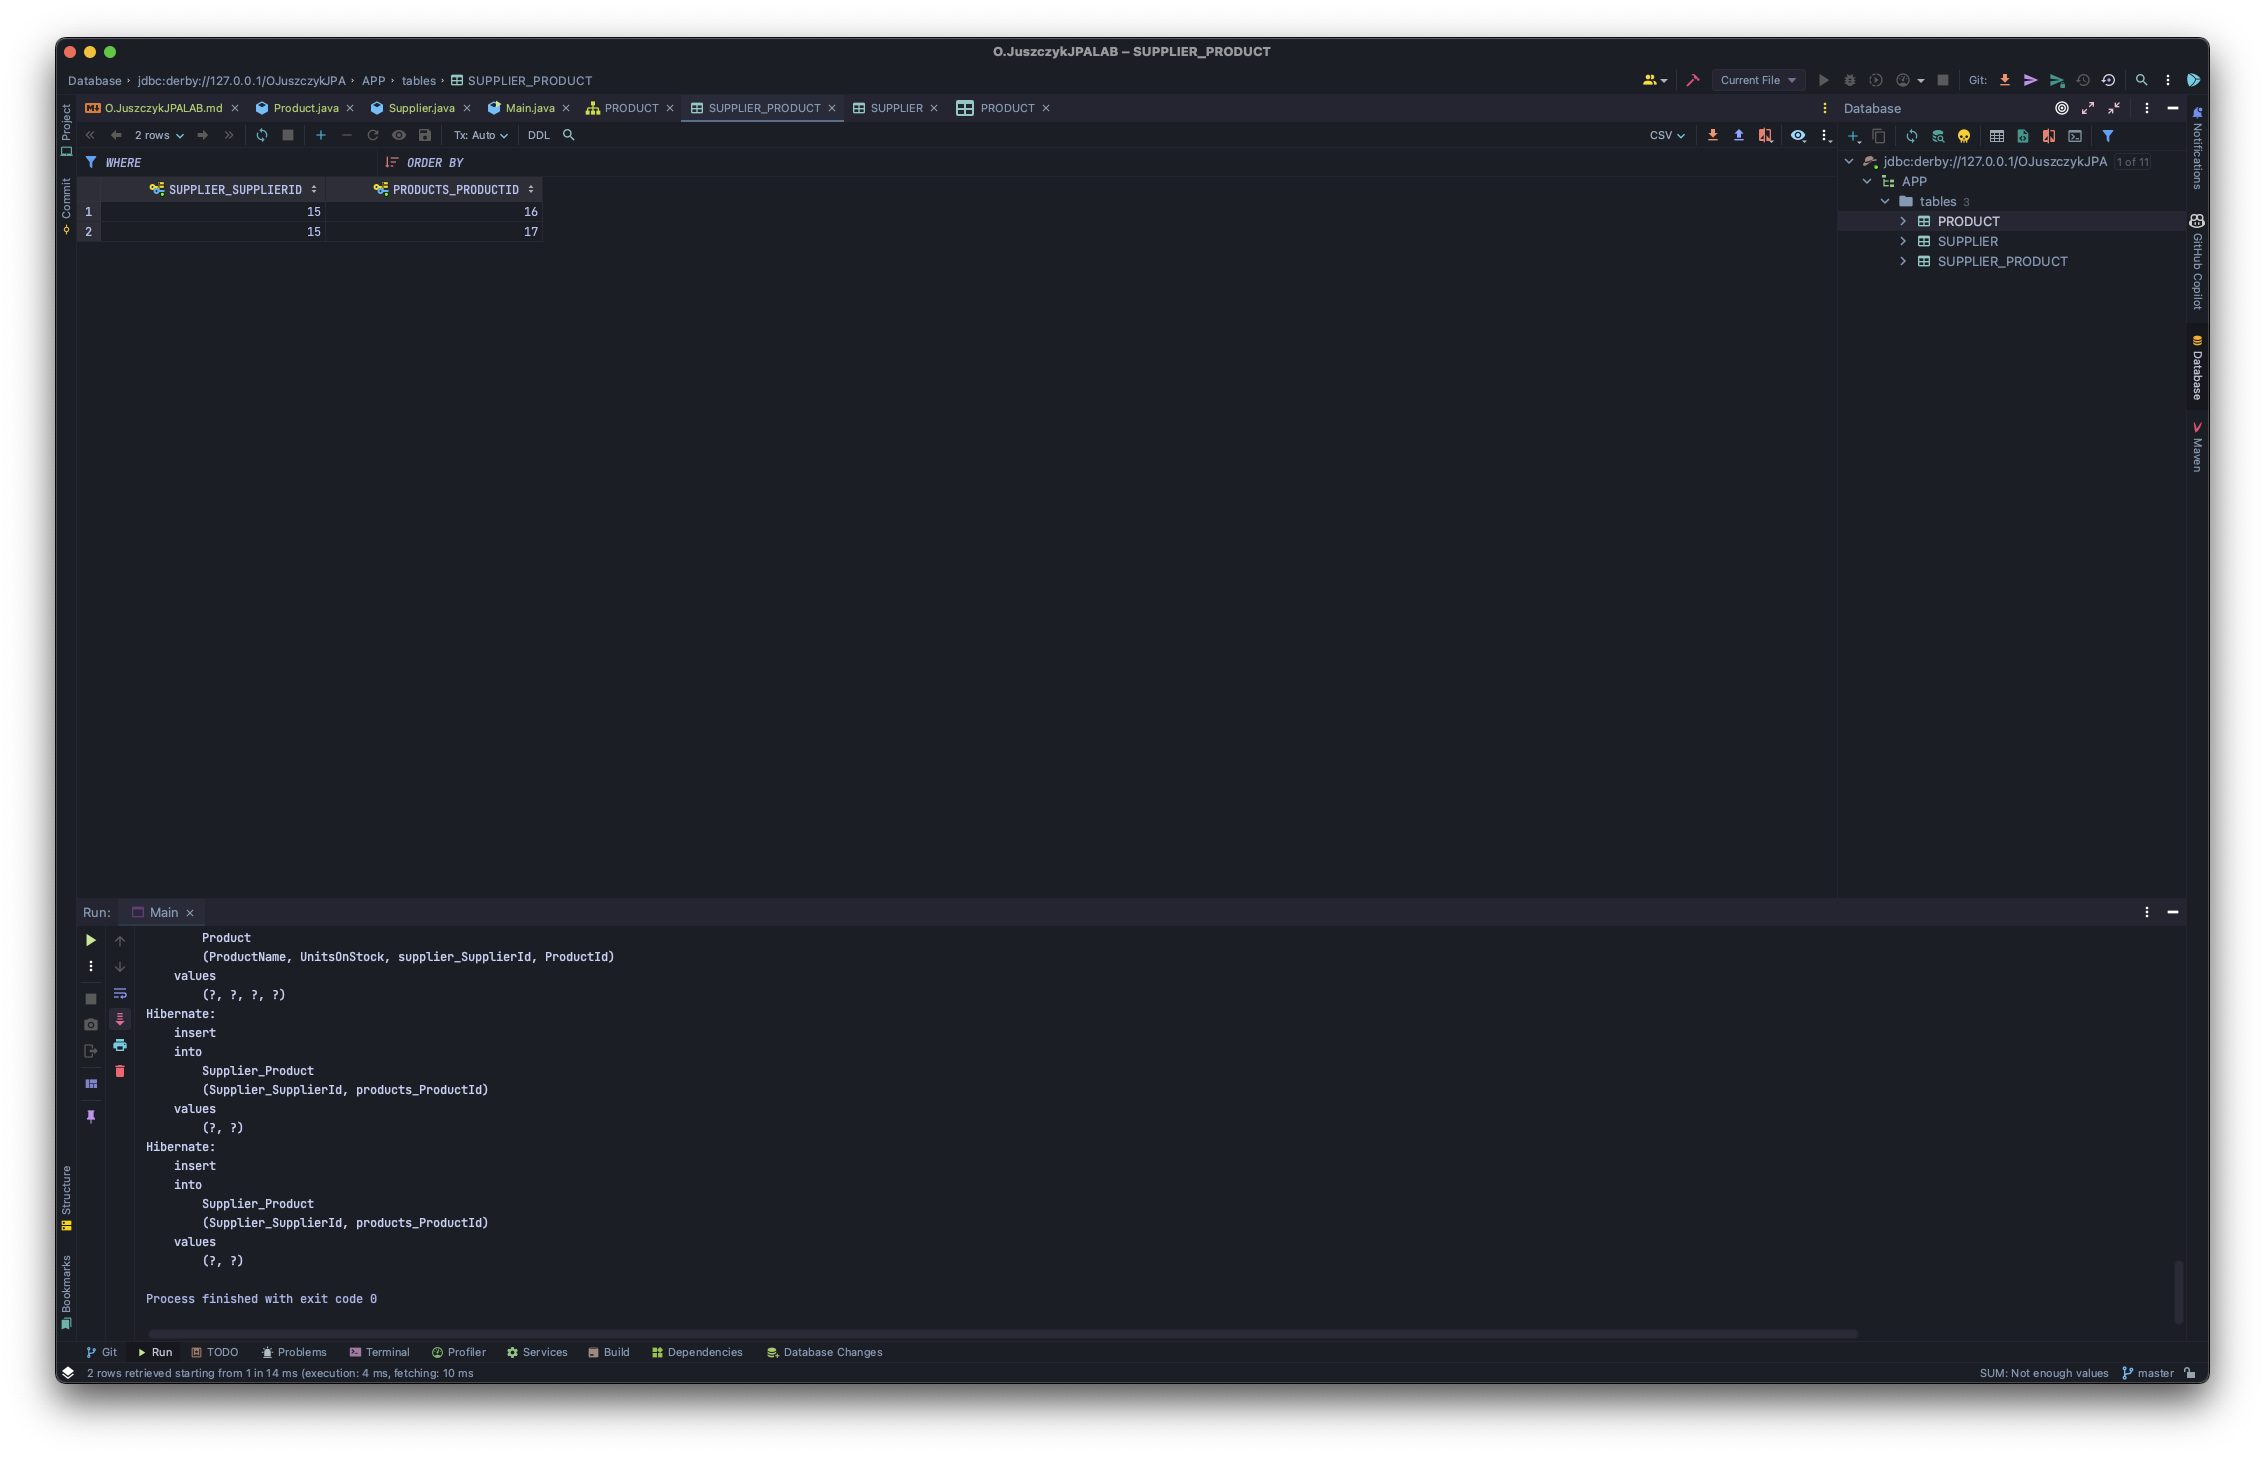 O.JuszczykJPALAB – SUPPLIER_PRODUCT
Database › jdbc:derby://127.0.0.1/OJuszczykJPA › APP › tables › SUPPLIER_PRODUCT
Current File
Git:
O.JuszczykJPALAB.md
Product.java
Supplier.java
Main.java
PRODUCT
SUPPLIER_PRODUCT
SUPPLIER
PRODUCT
Database
2 rows
Tx: Auto
DDL
CSV
WHERE
ORDER BY
SUPPLIER_SUPPLIERID PRODUCTS_PRODUCTID
1 15 16
2 15 17
jdbc:derby://127.0.0.1/OJuszczykJPA 1 of 11
APP
tables 3
PRODUCT
SUPPLIER
SUPPLIER_PRODUCT
Project
Commit
Structure
Bookmarks
Notifications
GitHub Copilot
Database
Maven
Run: Main
Product
(ProductName, UnitsOnStock, supplier_SupplierId, ProductId)
values
(?, ?, ?, ?)
Hibernate:
insert
into
Supplier_Product
(Supplier_SupplierId, products_ProductId)
values
(?, ?)
Hibernate:
insert
into
Supplier_Product
(Supplier_SupplierId, products_ProductId)
values
(?, ?)
Process finished with exit code 0
Git Run TODO Problems Terminal Profiler Services Build Dependencies Database Changes
2 rows retrieved starting from 1 in 14 ms (execution: 4 ms, fetching: 10 ms
SUM: Not enough values master